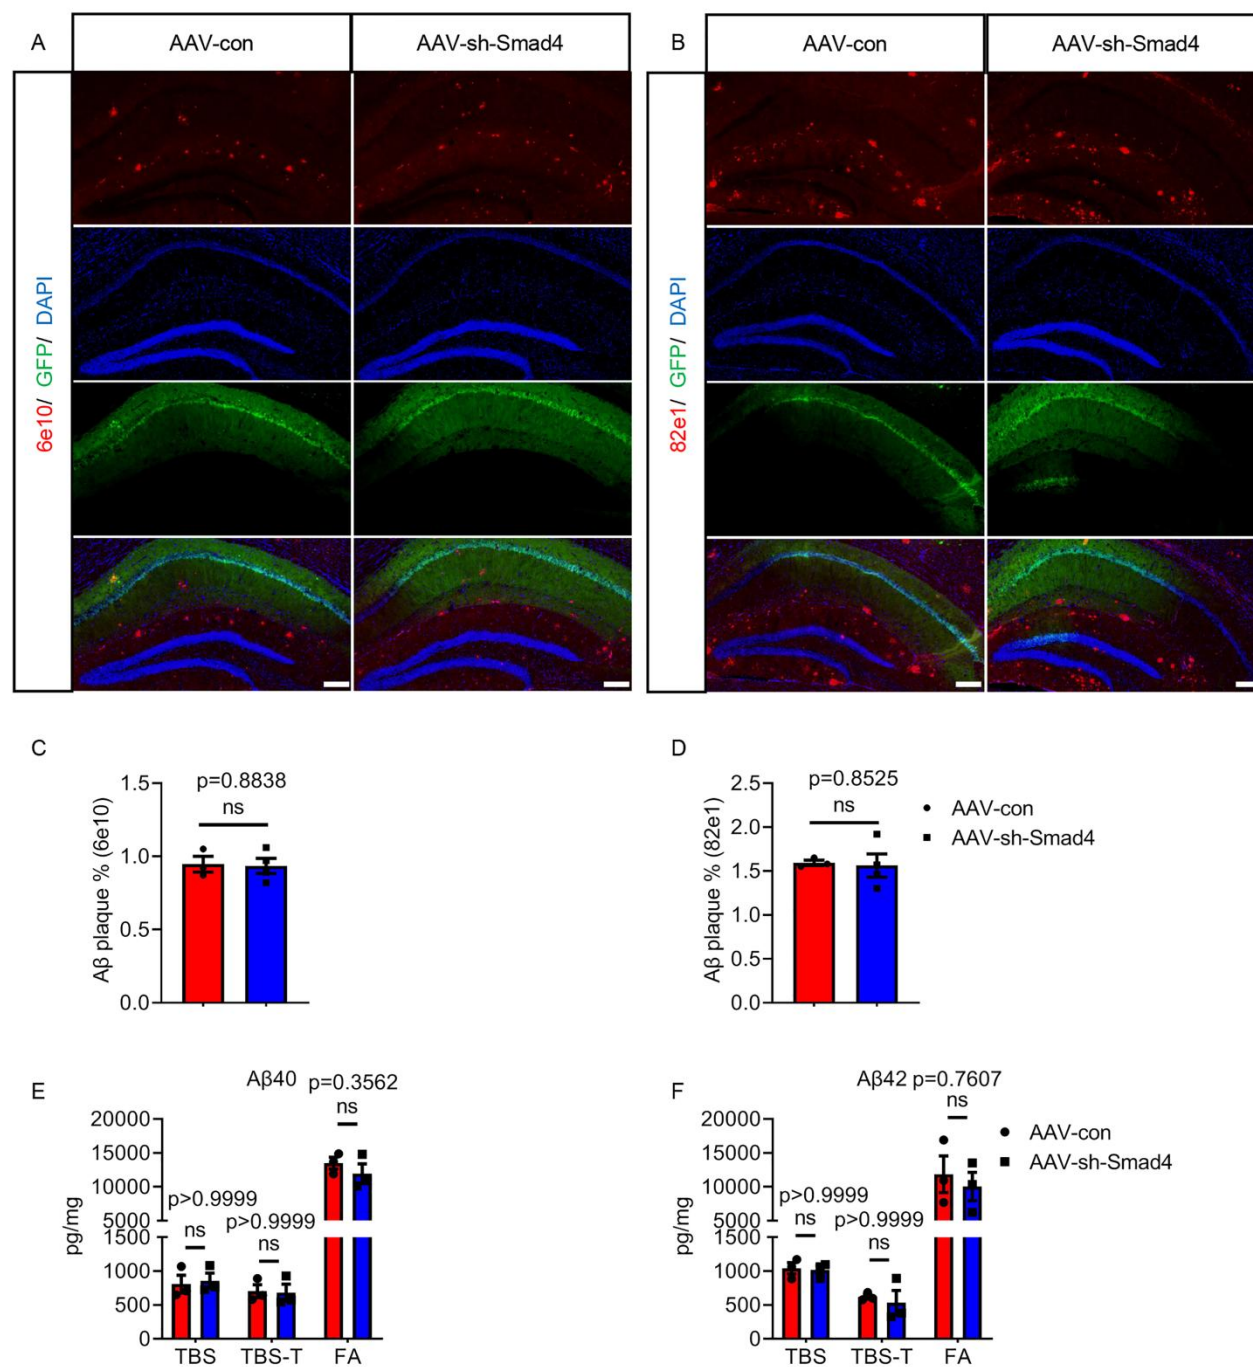 A
AAV-con
AAV-sh-Smad4
6e10/ GFP/ DAPI
B
AAV-con
AAV-sh-Smad4
82e1/ GFP/ DAPI
C
p=0.8838
ns
Aβ plaque % (6e10)
1.5
1.0
0.5
0.0
D
p=0.8525
ns
Aβ plaque % (82e1)
2.5
2.0
1.5
1.0
0.5
0.0
AAV-con
AAV-sh-Smad4
E
Aβ40
p=0.3562
ns
p>0.9999
ns
p>0.9999
ns
pg/mg
20000
15000
10000
5000
1500
1000
500
0
TBS TBS-T FA
F
Aβ42 p=0.7607
ns
p>0.9999
ns
p>0.9999
ns
pg/mg
20000
15000
10000
5000
1500
1000
500
0
TBS TBS-T FA
AAV-con
AAV-sh-Smad4